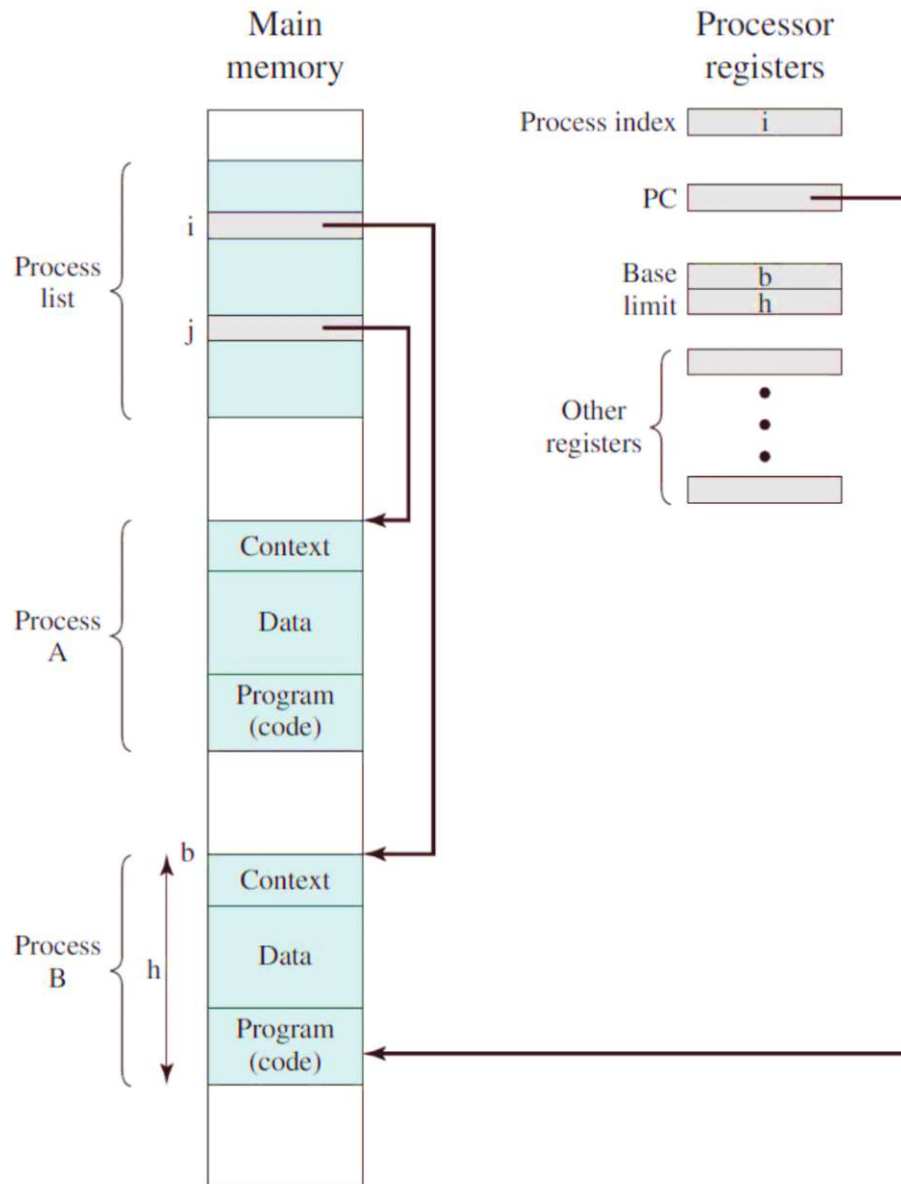 Main
memory
Processor
registers
Process index
i
PC
Base
limit
b
h
Other
registers
Process
list
i
j
Process
A
Context
Data
Program
(code)
b
Process
B
h
Context
Data
Program
(code)